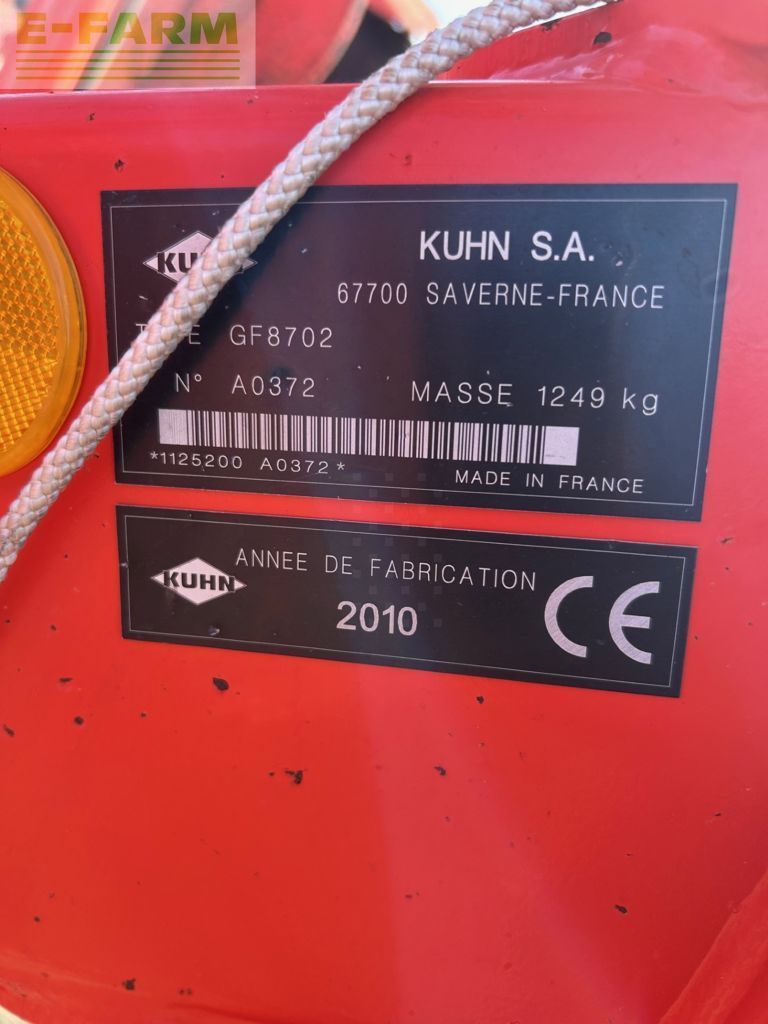 E-FARM
KUHN S.A.
67700 SAVERNE-FRANCE
GF8702
N° A0372 MASSE 1249 kg
*1125200 A0372*
MADE IN FRANCE
KUHN
ANNEE DE FABRICATION
2010
CE